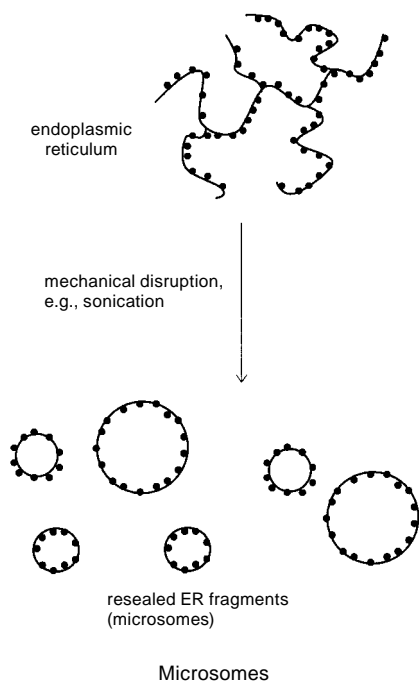 endoplasmic
reticulum
mechanical disruption,
e.g., sonication
resealed ER fragments
(microsomes)
Microsomes